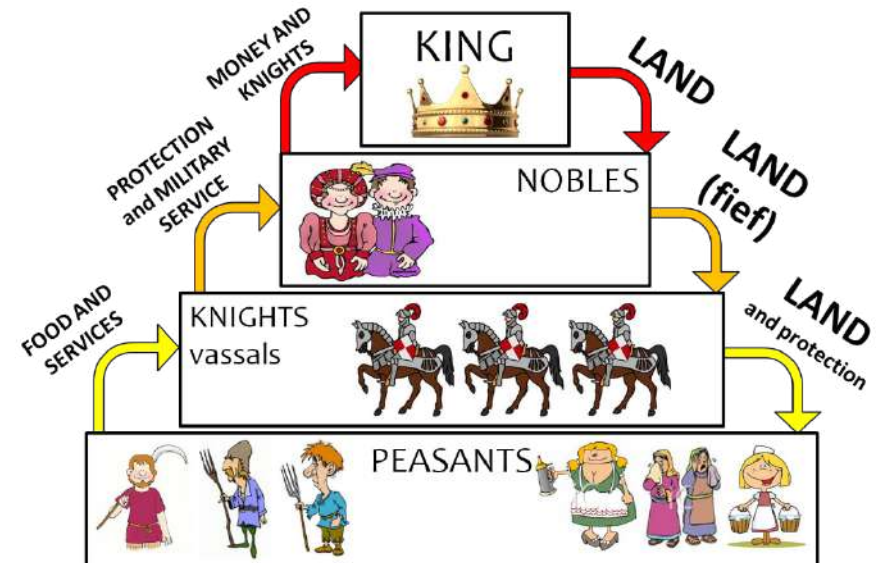 MONEY AND
KNIGHTS
KING
LAND
PROTECTION
and MILITARY
SERVICE
NOBLES
LAND
(fief)
FOOD AND
SERVICES
KNIGHTS
vassals
LAND
and protection
PEASANTS